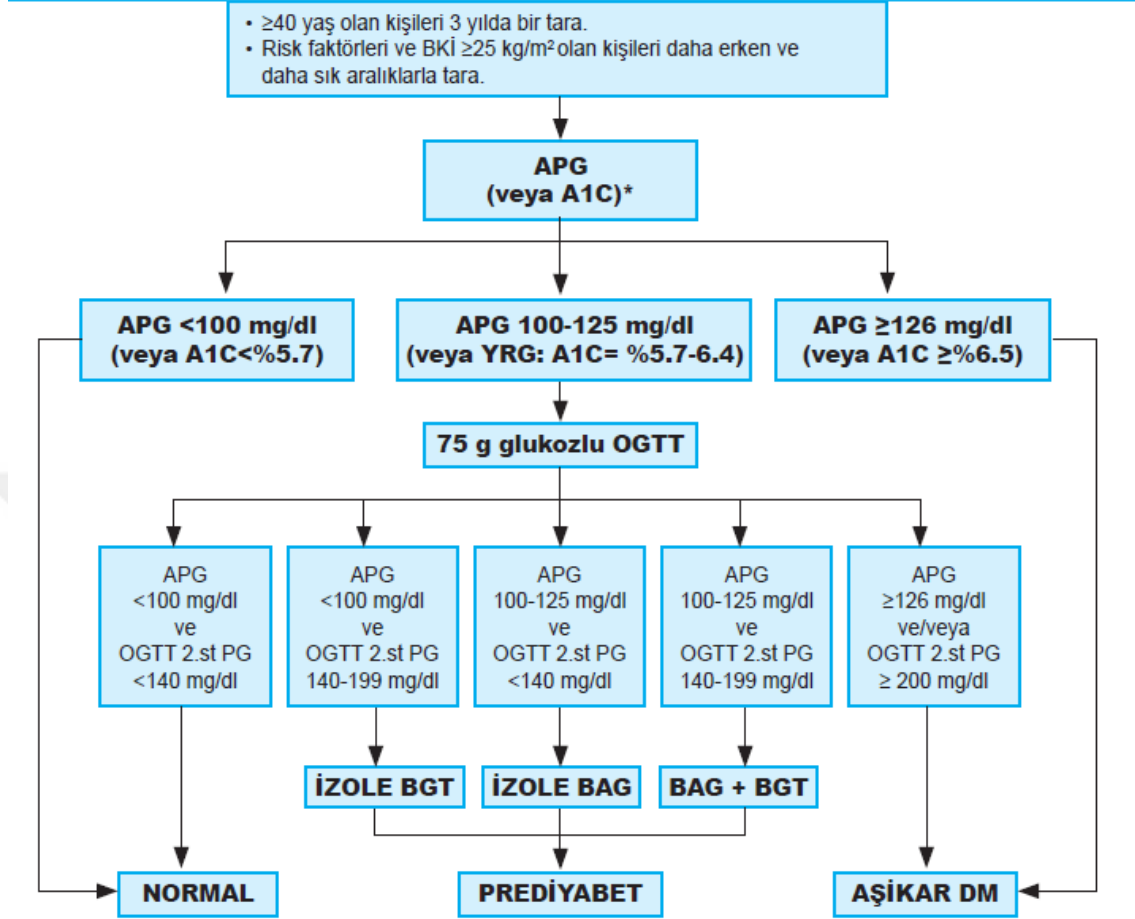 • ≥40 yaş olan kişileri 3 yılda bir tara.
• Risk faktörleri ve BKİ ≥25 kg/m² olan kişileri daha erken ve
daha sık aralıklarla tara.
APG
(veya A1C)*
APG <100 mg/dl
(veya A1C<%5.7)
APG 100-125 mg/dl
(veya YRG: A1C= %5.7-6.4)
APG ≥126 mg/dl
(veya A1C ≥%6.5)
75 g glukozlu OGTT
APG
<100 mg/dl
ve
OGTT 2.st PG
<140 mg/dl
APG
<100 mg/dl
ve
OGTT 2.st PG
140-199 mg/dl
APG
100-125 mg/dl
ve
OGTT 2.st PG
<140 mg/dl
APG
100-125 mg/dl
ve
OGTT 2.st PG
140-199 mg/dl
APG
≥126 mg/dl
ve/veya
OGTT 2.st PG
≥ 200 mg/dl
İZOLE BGT
İZOLE BAG
BAG + BGT
NORMAL
PREDİYABET
AŞİKAR DM